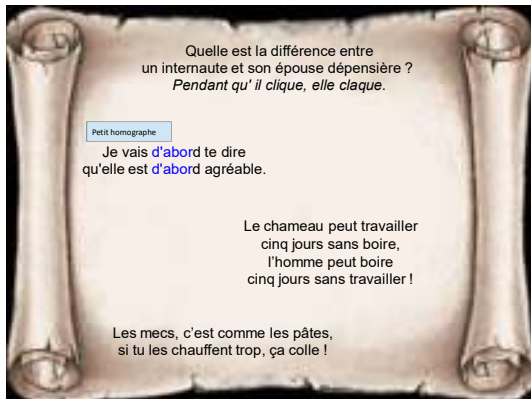 Quelle est la différence entre
un internaute et son épouse dépensière ?
Pendant qu' il clique, elle claque.
Petit homographe
Je vais d'abord te dire
qu'elle est d'abord agréable.
Le chameau peut travailler
cinq jours sans boire,
l'homme peut boire
cinq jours sans travailler !
Les mecs, c'est comme les pâtes,
si tu les chauffent trop, ça colle !